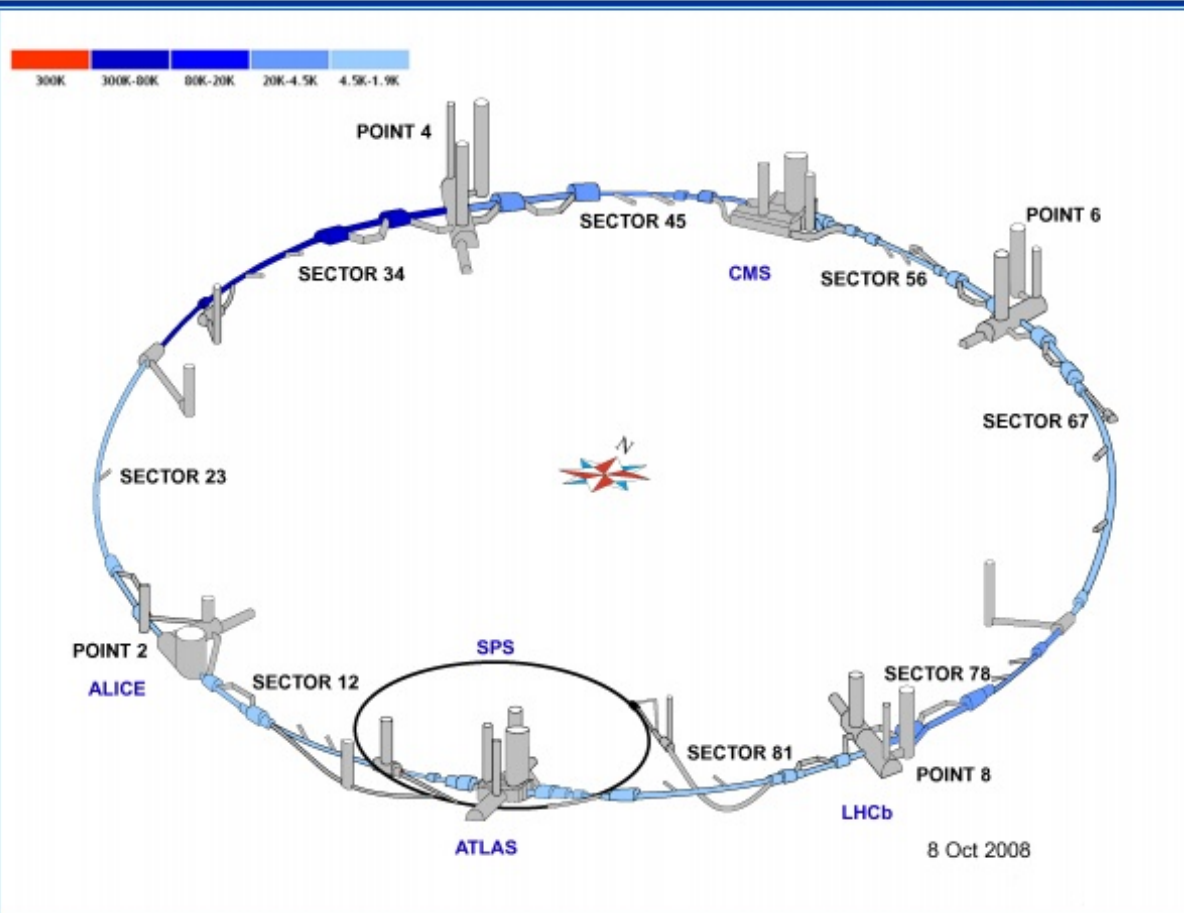 300K 300K-80K 80K-20K 20K-4.5K 4.5K-1.9K
POINT 4
SECTOR 45
POINT 6
SECTOR 34
CMS
SECTOR 56
SECTOR 67
N
SECTOR 23
SPS
POINT 2
SECTOR 12
SECTOR 78
ALICE
SECTOR 81
POINT 8
LHCb
ATLAS
8 Oct 2008